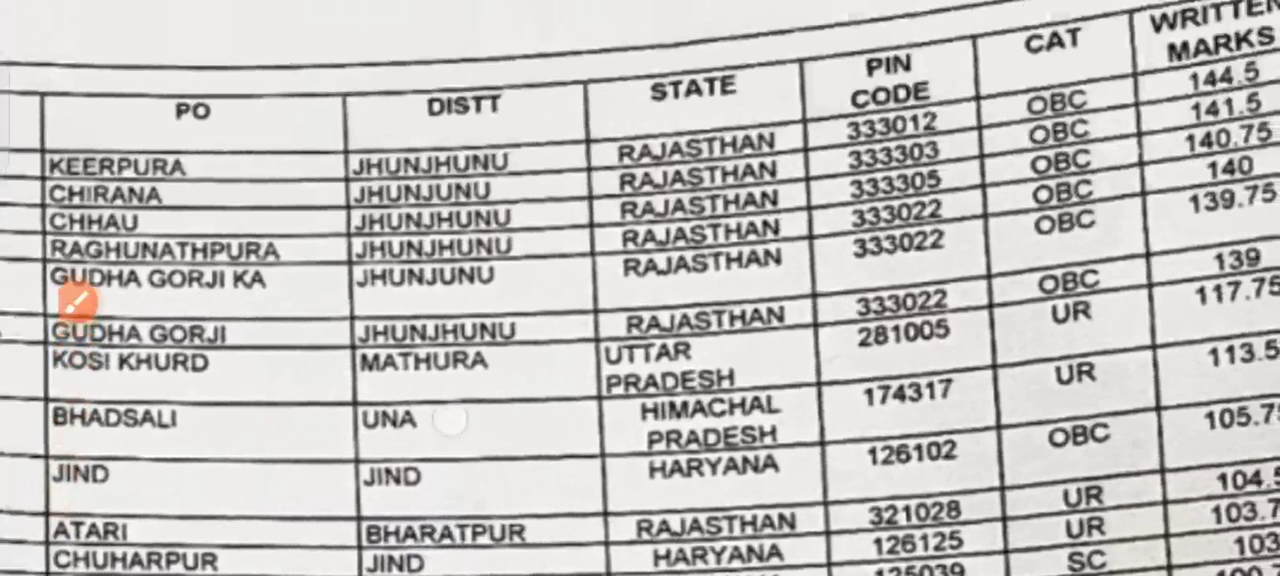 PO DISTT STATE PIN CODE CAT WRITTEN MARKS
KEERPURA JHUNJHUNU RAJASTHAN 333012 OBC 144.5
CHIRANA JHUNJUNU RAJASTHAN 333303 OBC 141.5
CHHAU JHUNJHUNU RAJASTHAN 333305 OBC 140.75
RAGHUNATHPURA JHUNJHUNU RAJASTHAN 333022 OBC 140
GUDHA GORJI KA JHUNJUNU RAJASTHAN 333022 OBC 139.75
GUDHA GORJI JHUNJHUNU RAJASTHAN 333022 OBC 139
KOSI KHURD MATHURA UTTAR PRADESH 281005 UR 117.75
BHADSALI UNA HIMACHAL PRADESH 174317 UR 113.5
JIND JIND HARYANA 126102 OBC 105.7
ATARI BHARATPUR RAJASTHAN 321028 UR 104.5
CHUHARPUR JIND HARYANA 126125 UR 103.7
125039 SC 103